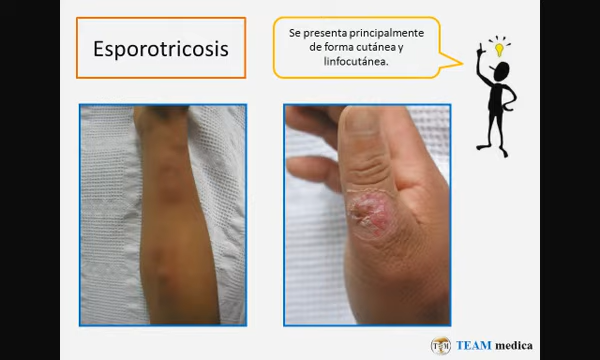 Esporotricosis
Se presenta principalmente
de forma cutánea y
linfocutánea.
TEAM medica